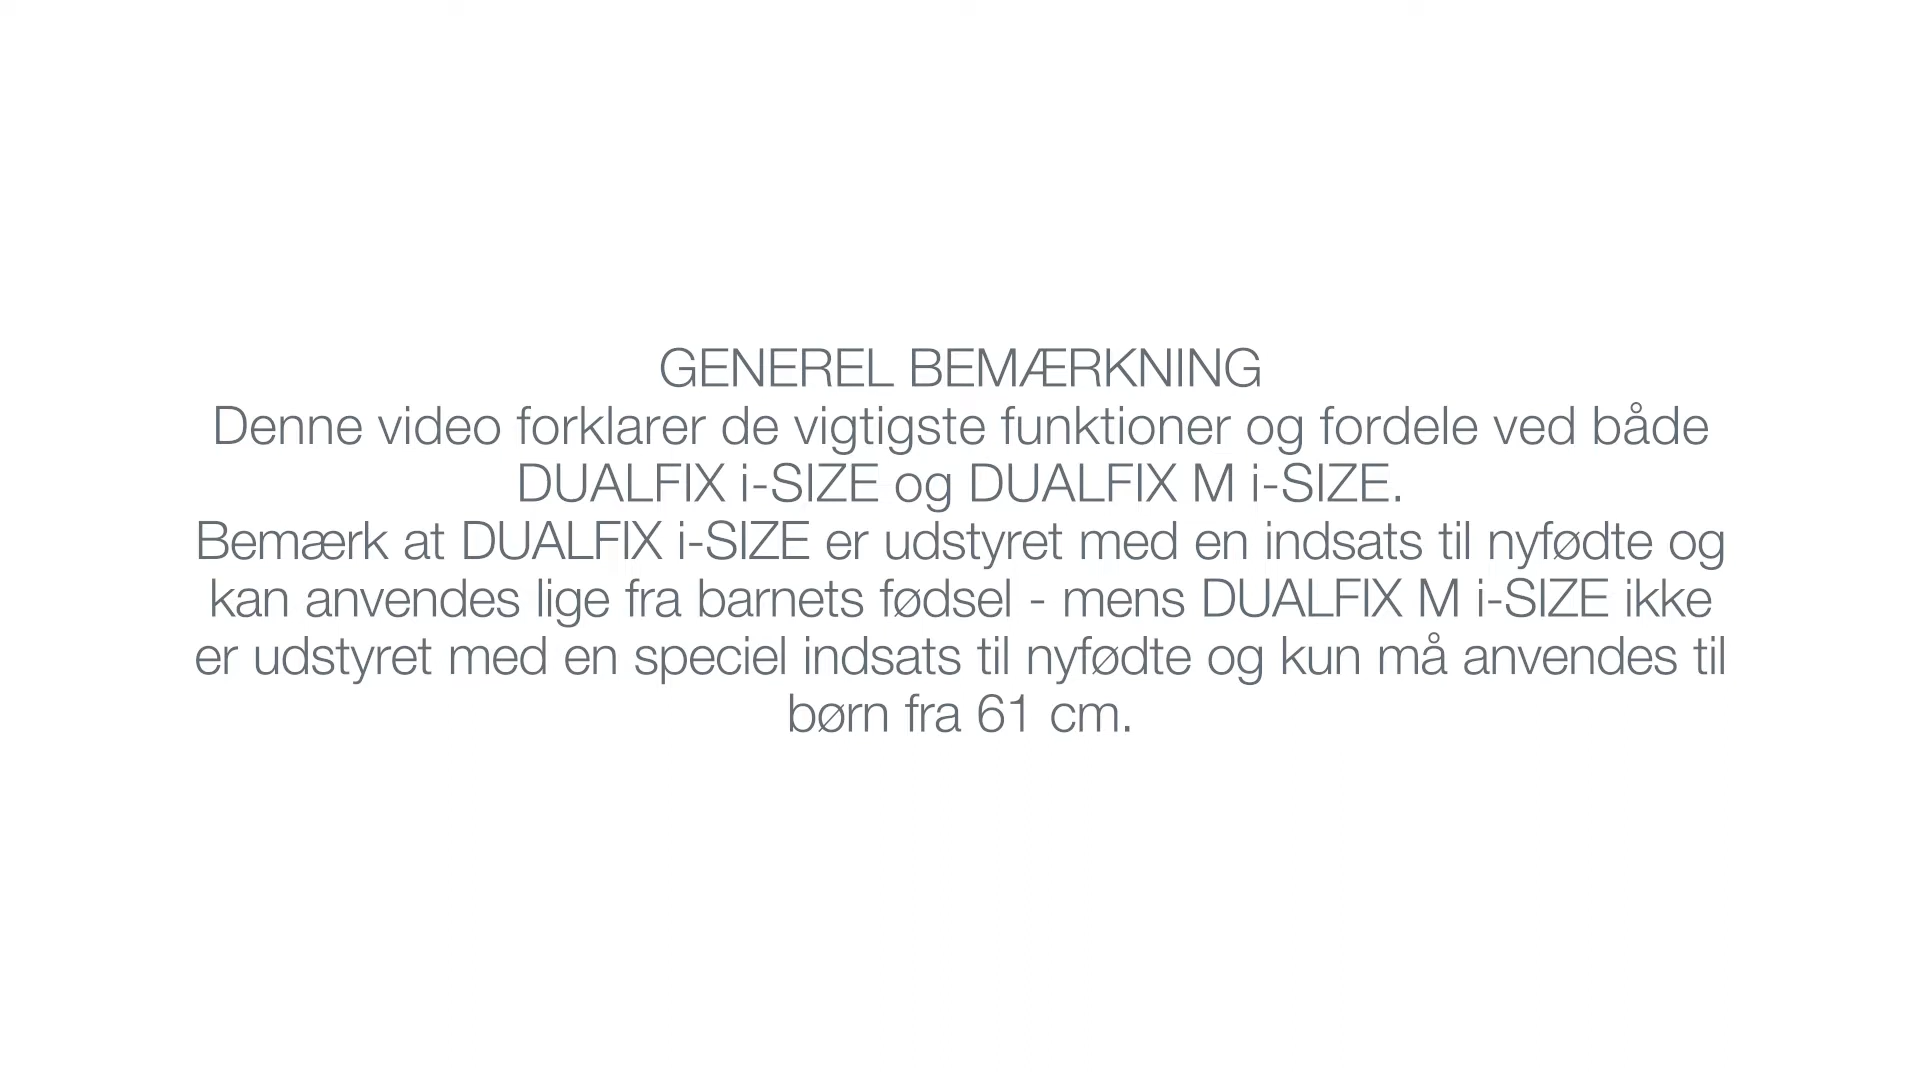 GENEREL BEMÆRKNING
Denne video forklarer de vigtigste funktioner og fordele ved både
DUALFIX i-SIZE og DUALFIX M i-SIZE.
Bemærk at DUALFIX i-SIZE er udstyret med en indsats til nyfødte og
kan anvendes lige fra barnets fødsel - mens DUALFIX M i-SIZE ikke
er udstyret med en speciel indsats til nyfødte og kun må anvendes til
børn fra 61 cm.